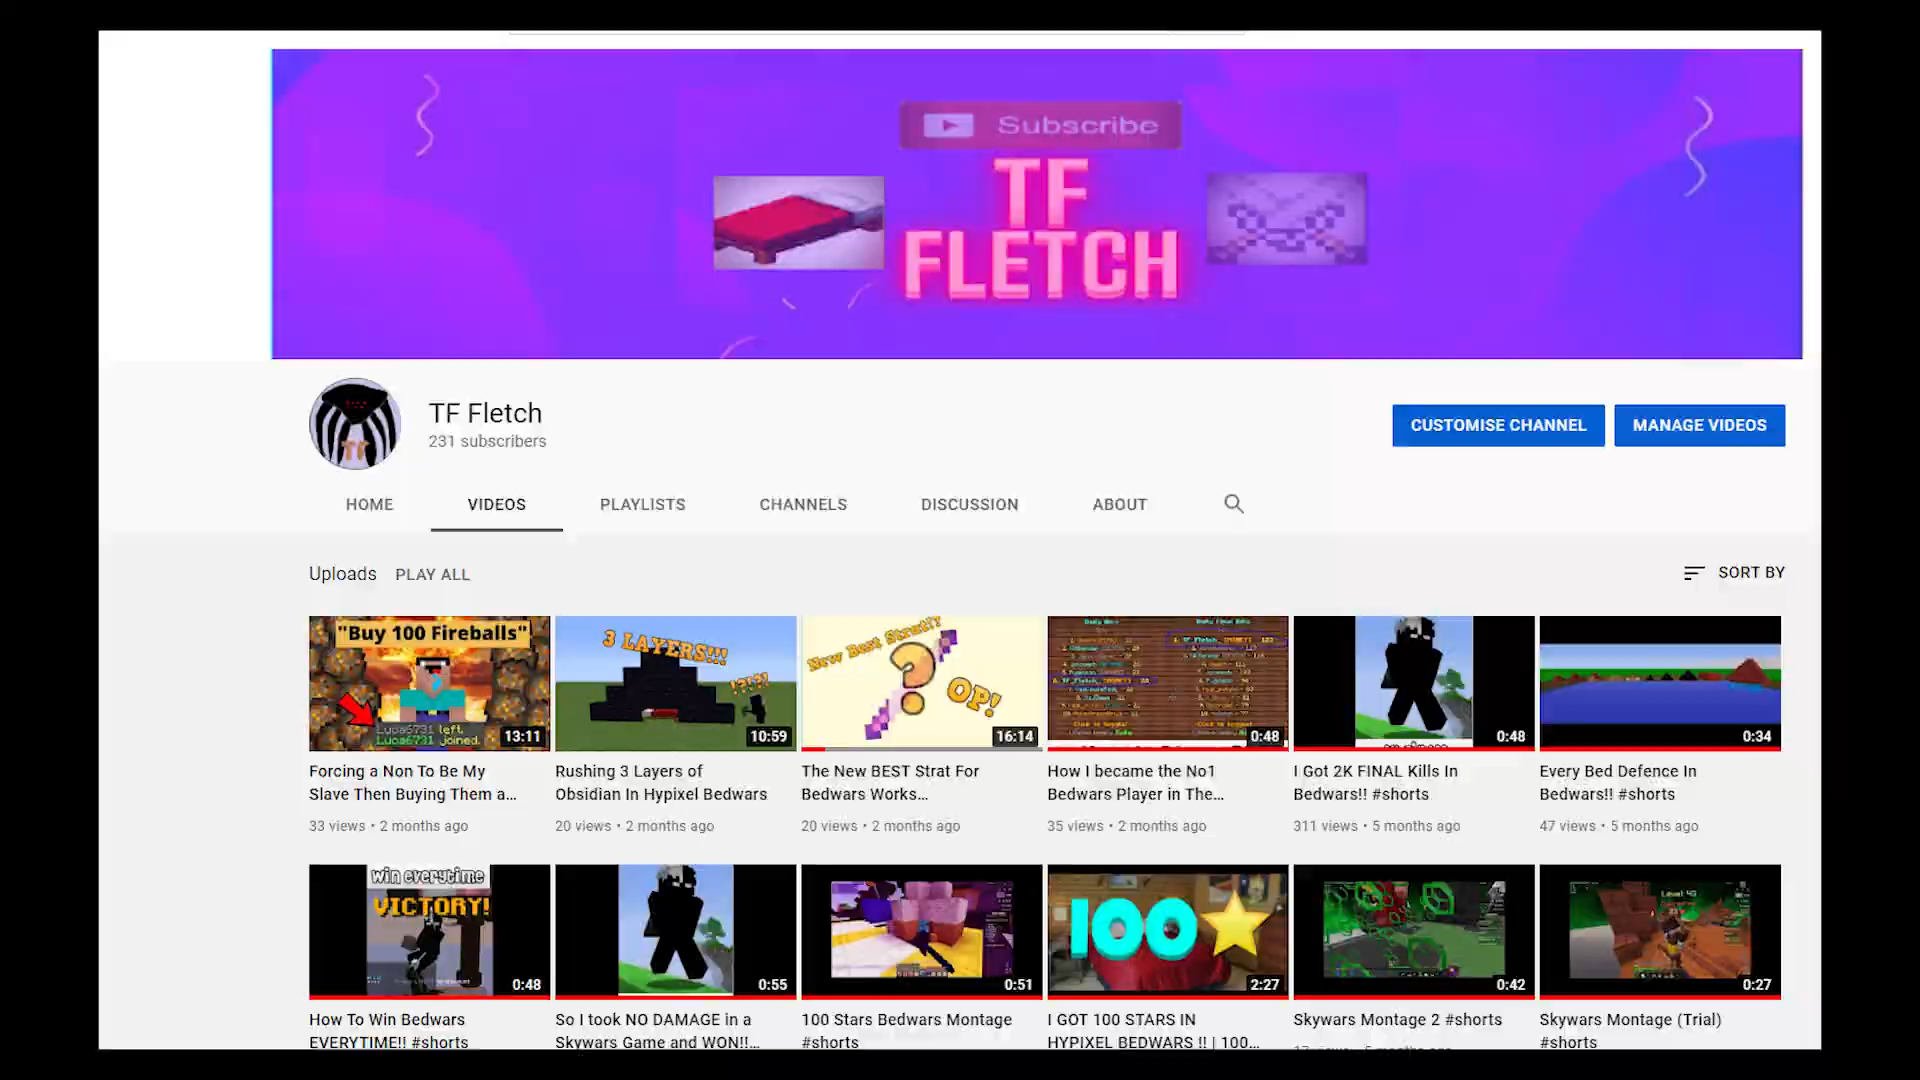 Subscribe
TF
FLETCH
TF Fletch
231 subscribers
CUSTOMISE CHANNEL
MANAGE VIDEOS
HOME
VIDEOS
PLAYLISTS
CHANNELS
DISCUSSION
ABOUT
Uploads
PLAY ALL
SORT BY
"Buy 100 Fireballs"
Lupa6731 left.
Lupa6731 joined.
13:11
3 LAYERS!!!
!?!?!
10:59
New Best Strat!?
OP!
16:14
0:48
0:48
0:34
Forcing a Non To Be My
Slave Then Buying Them a...
33 views • 2 months ago
Rushing 3 Layers of
Obsidian In Hypixel Bedwars
20 views • 2 months ago
The New BEST Strat For
Bedwars Works...
20 views • 2 months ago
How I became the No1
Bedwars Player in The...
35 views • 2 months ago
I Got 2K FINAL Kills In
Bedwars!! #shorts
311 views • 5 months ago
Every Bed Defence In
Bedwars!! #shorts
47 views • 5 months ago
win everytime
VICTORY!
0:48
0:55
0:51
100
2:27
0:42
0:27
How To Win Bedwars
EVERYTIME!! #shorts
So I took NO DAMAGE in a
Skywars Game and WON!!...
100 Stars Bedwars Montage
#shorts
I GOT 100 STARS IN
HYPIXEL BEDWARS !! | 100...
Skywars Montage 2 #shorts
Skywars Montage (Trial)
#shorts